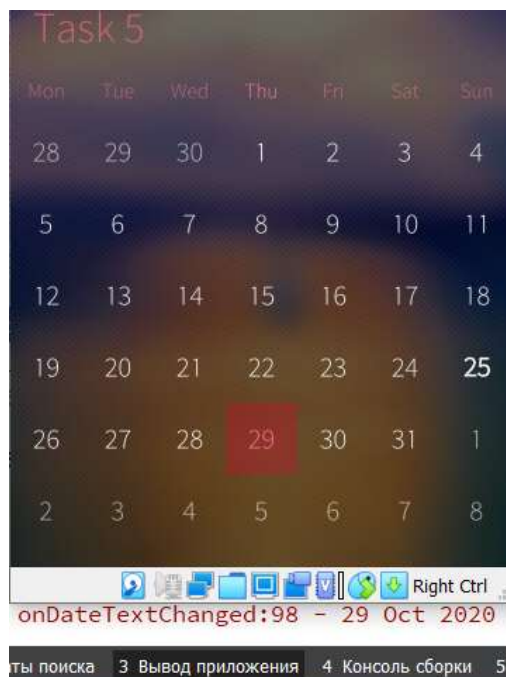 Task 5
Mon Tue Wed Thu Fri Sat Sun
28 29 30 1 2 3 4
5 6 7 8 9 10 11
12 13 14 15 16 17 18
19 20 21 22 23 24 25
26 27 28 29 30 31 1
2 3 4 5 6 7 8
Right Ctrl
onDateTextChanged:98 - 29 Oct 2020
поиска 3 Вывод приложения 4 Консоль сборки 5